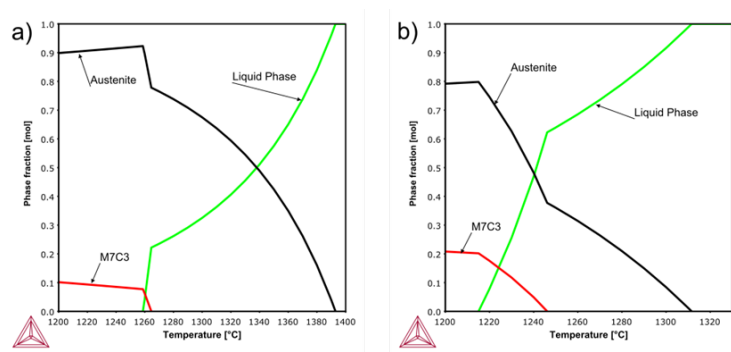 a)
Phase fraction [mol]
1.0
0.9
0.8
0.7
0.6
0.5
0.4
0.3
0.2
0.1
0.0
Austenite
Liquid Phase
M7C3
1200 1220 1240 1260 1280 1300 1320 1340 1360 1380 1400
Temperature [°C]
b)
Phase fraction [mol]
1.0
0.9
0.8
0.7
0.6
0.5
0.4
0.3
0.2
0.1
0.0
Austenite
Liquid Phase
M7C3
1200 1220 1240 1260 1280 1300 1320
Temperature [°C]